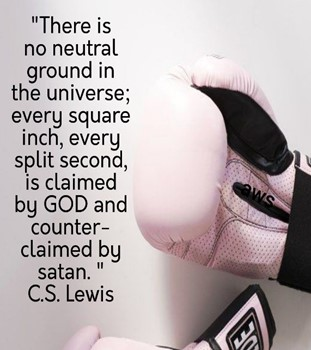 "There is
no neutral
ground in
the universe;
every square
inch, every
split second,
is claimed
by GOD and
counter-
claimed by
satan. "
C.S. Lewis
aws